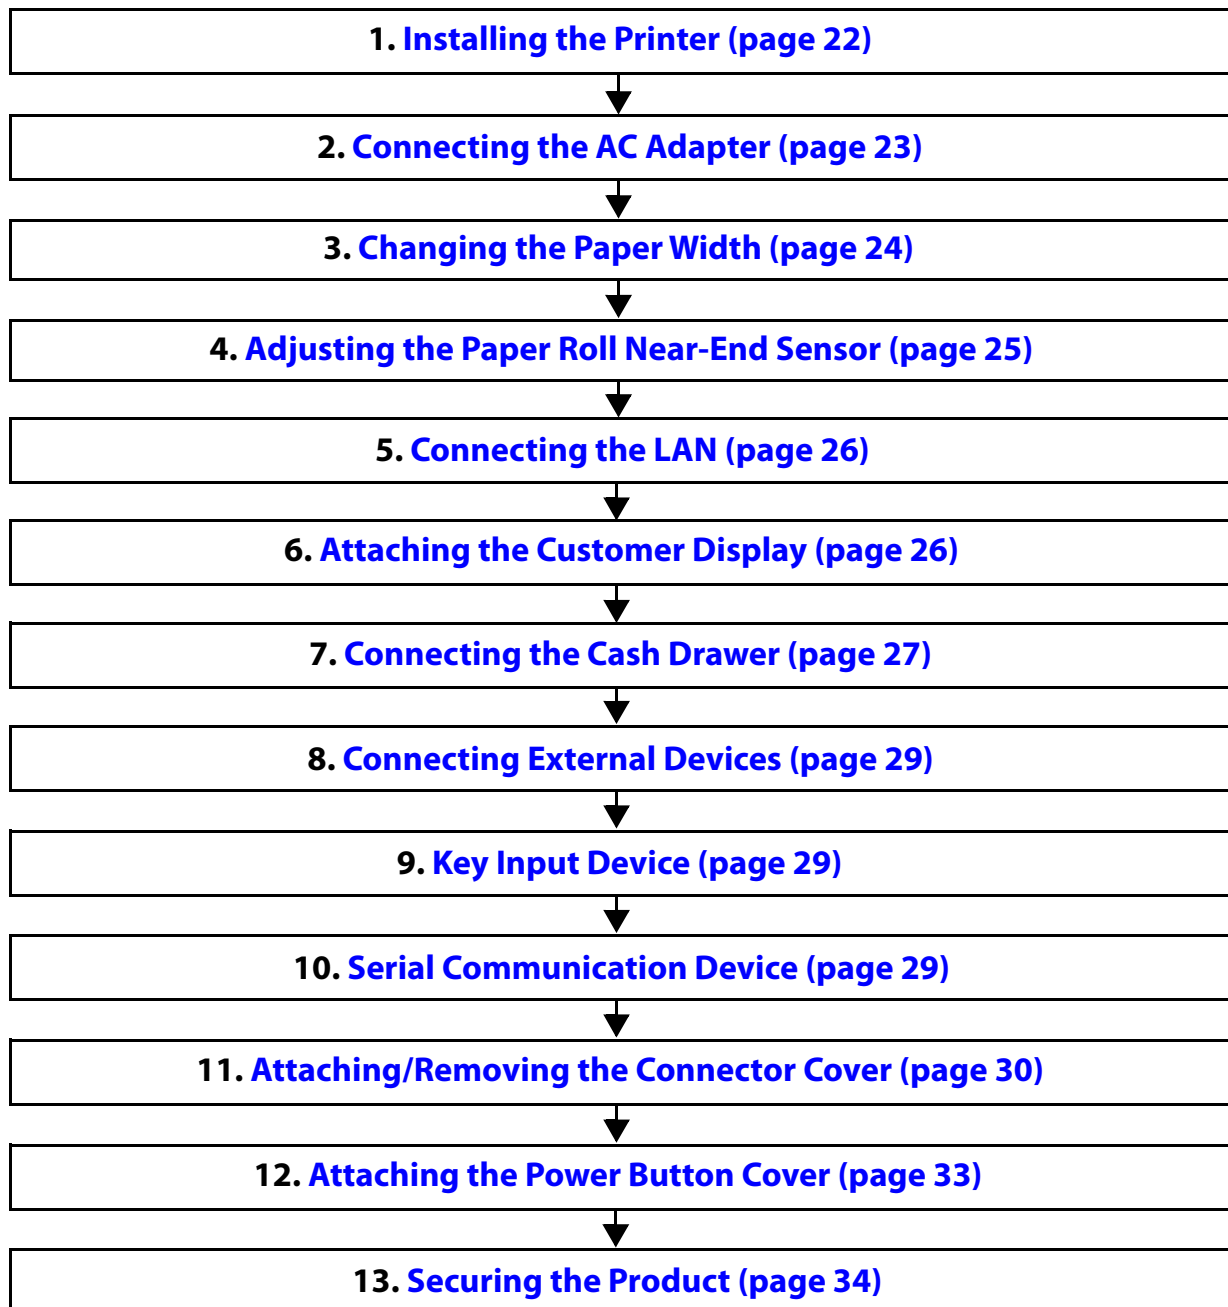 1. Installing the Printer (page 22)
2. Connecting the AC Adapter (page 23)
3. Changing the Paper Width (page 24)
4. Adjusting the Paper Roll Near-End Sensor (page 25)
5. Connecting the LAN (page 26)
6. Attaching the Customer Display (page 26)
7. Connecting the Cash Drawer (page 27)
8. Connecting External Devices (page 29)
9. Key Input Device (page 29)
10. Serial Communication Device (page 29)
11. Attaching/Removing the Connector Cover (page 30)
12. Attaching the Power Button Cover (page 33)
13. Securing the Product (page 34)